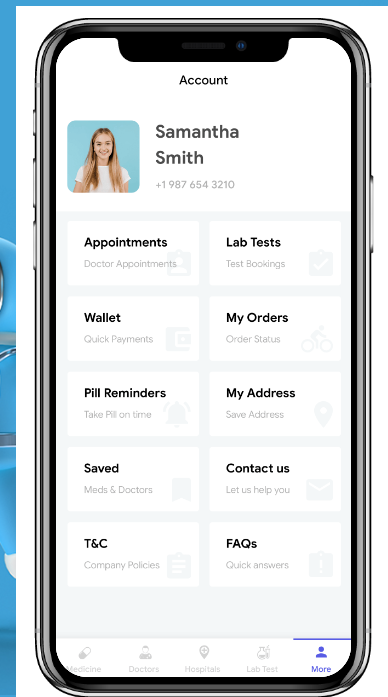 Account
Samantha
Smith
+1 987 654 3210
Appointments
Doctor Appointments
Lab Tests
Test Bookings
Wallet
Quick Payments
My Orders
Order Status
Pill Reminders
Take Pill on time
My Address
Save Address
Saved
Meds & Doctors
Contact us
Let us help you
T&C
Company Policies
FAQs
Quick answers
Medicine
Doctors
Hospitals
Lab Test
More